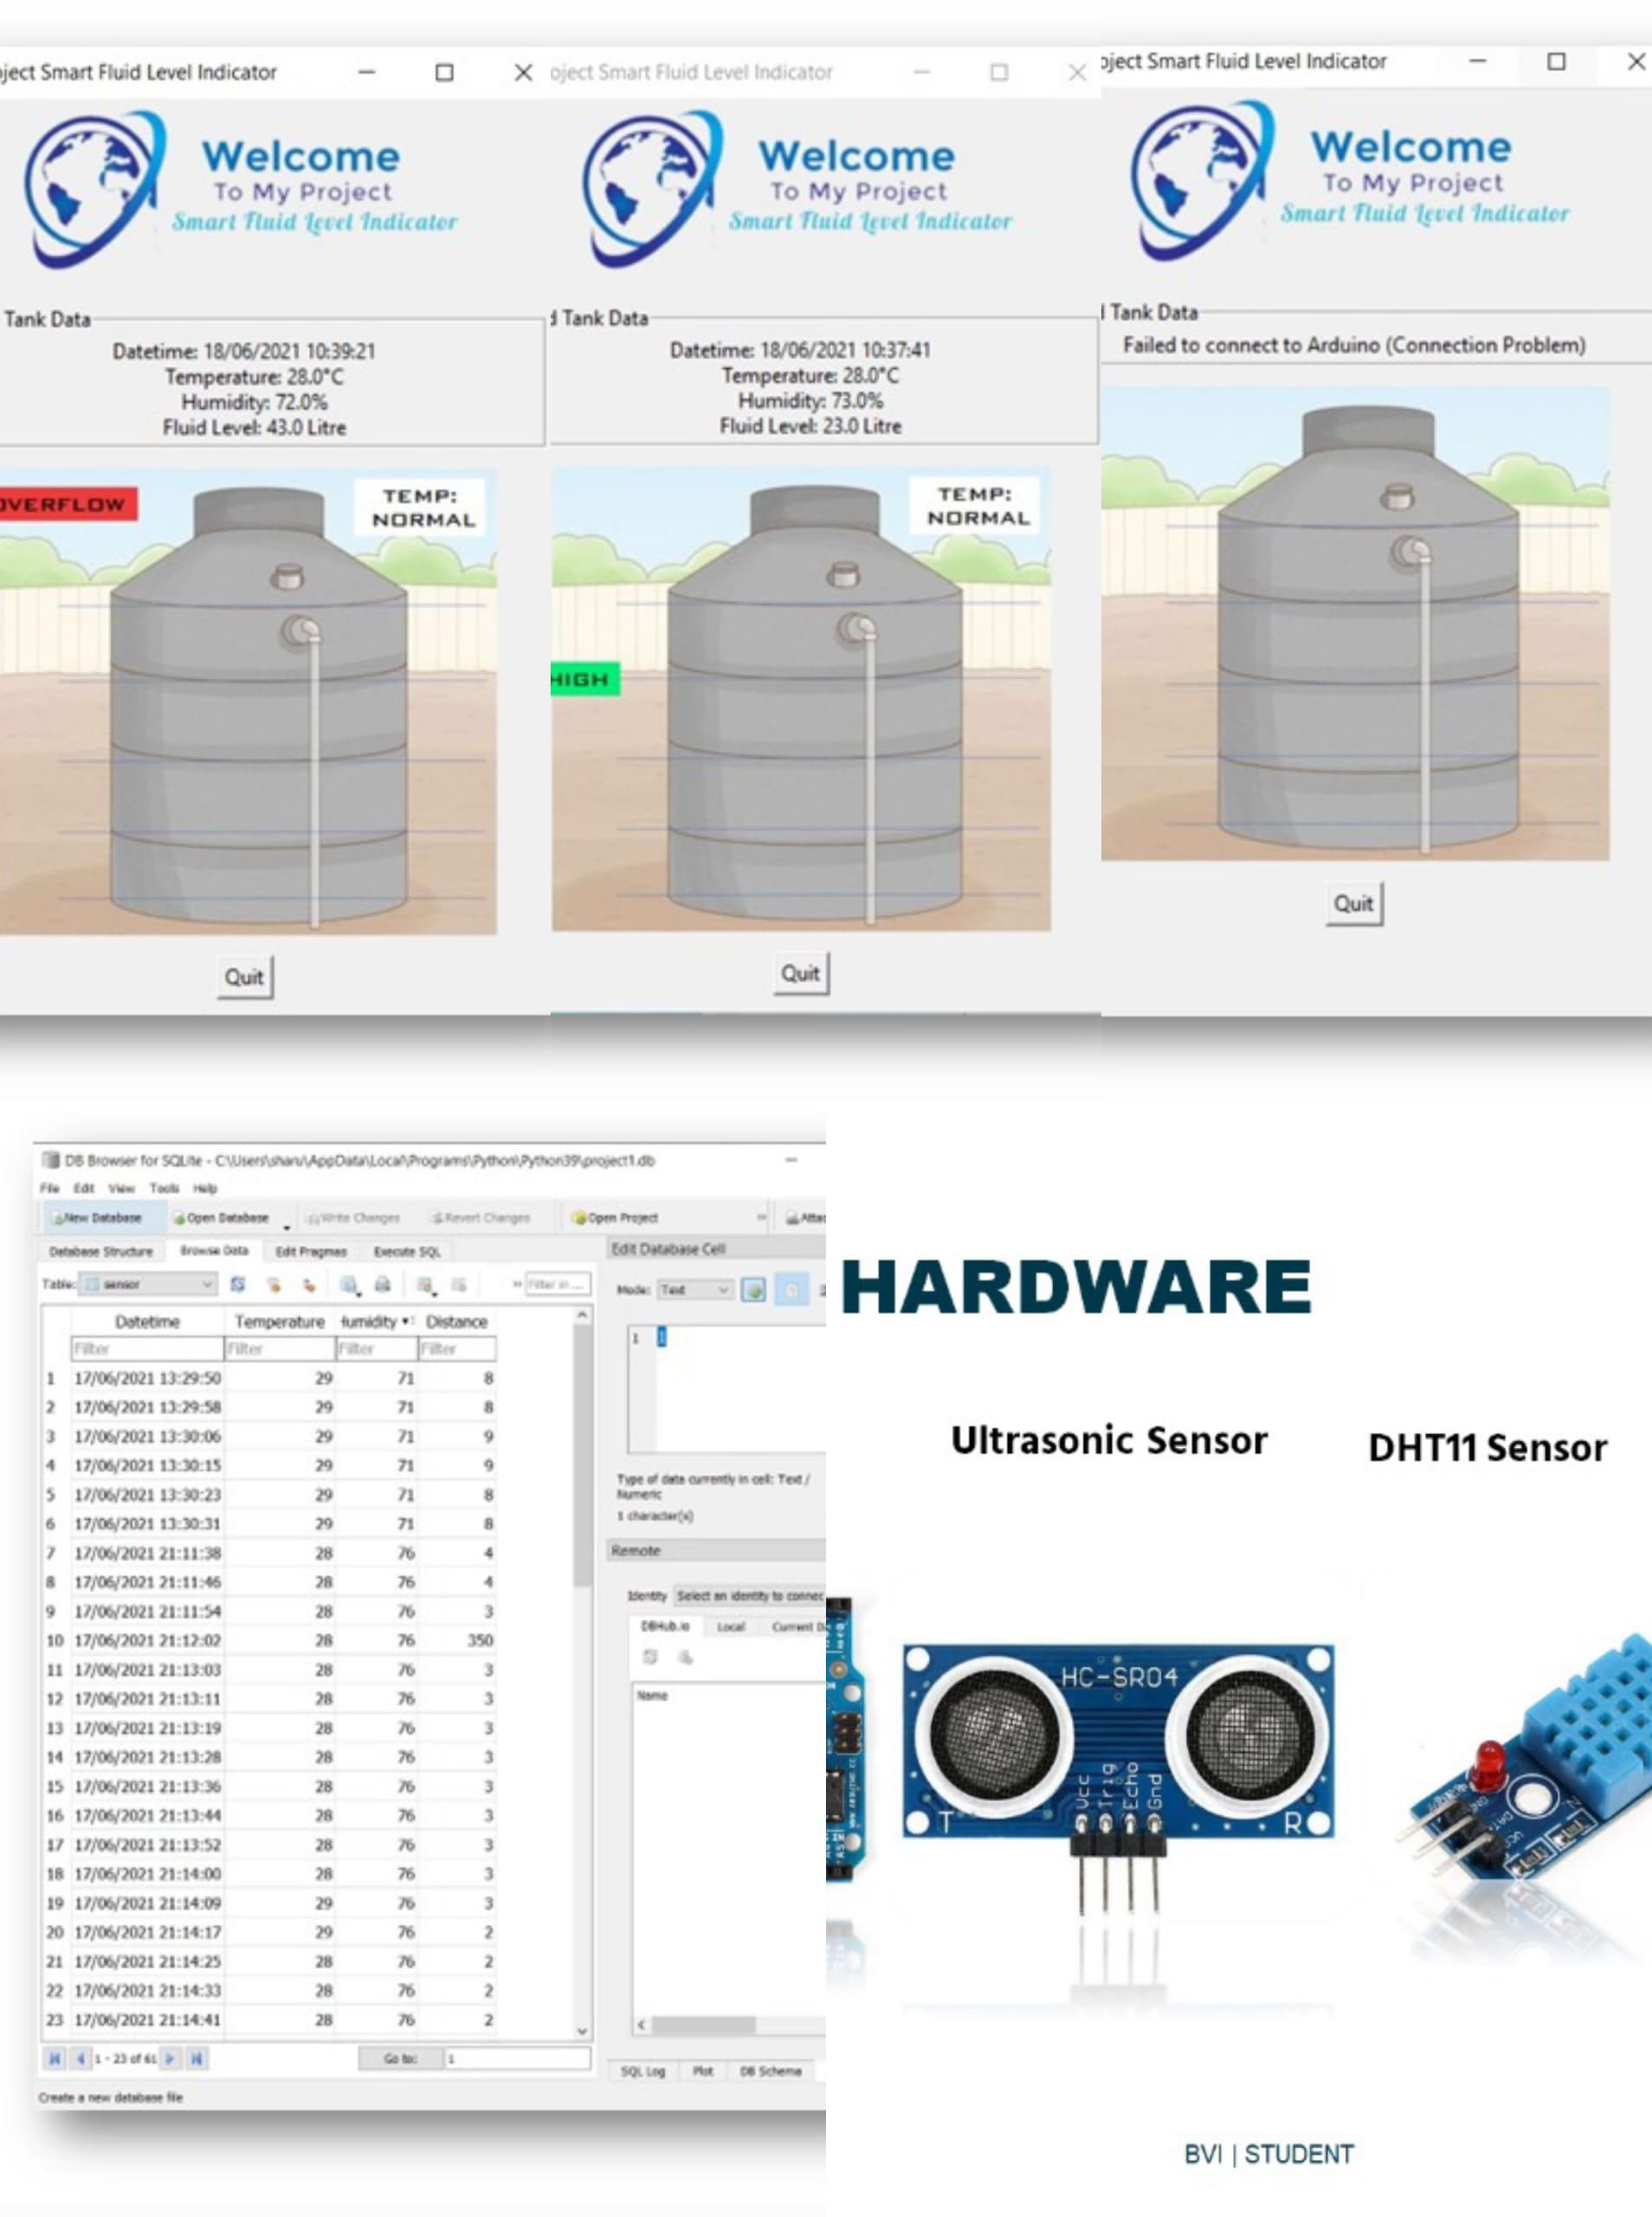 oject Smart Fluid Level Indicator
Welcome
To My Project
Smart Fluid Level Indicator
Tank Data
Datetime: 18/06/2021 10:39:21
Temperature: 28.0°C
Humidity: 72.0%
Fluid Level: 43.0 Litre
OVERFLOW
TEMP:
NORMAL
Quit
oject Smart Fluid Level Indicator
Welcome
To My Project
Smart Fluid Level Indicator
d Tank Data
Datetime: 18/06/2021 10:37:41
Temperature: 28.0°C
Humidity: 73.0%
Fluid Level: 23.0 Litre
TEMP:
NORMAL
HIGH
Quit
oject Smart Fluid Level Indicator
Welcome
To My Project
Smart Fluid Level Indicator
Tank Data
Failed to connect to Arduino (Connection Problem)
Quit
DB Browser for SQLite - C:\Users\sharu\AppData\Local\Programs\Python\Python39\project1.db
File Edit View Tools Help
New Database Open Database Write Changes Revert Changes Open Project Attac
Database Structure Browse Data Edit Pragmas Execute SQL
Table: sensor Filter in ...
Datetime Temperature Humidity Distance
Filter Filter Filter Filter
1 17/06/2021 13:29:50 29 71 8
2 17/06/2021 13:29:58 29 71 8
3 17/06/2021 13:30:06 29 71 9
4 17/06/2021 13:30:15 29 71 9
5 17/06/2021 13:30:23 29 71 8
6 17/06/2021 13:30:31 29 71 8
7 17/06/2021 21:11:38 28 76 4
8 17/06/2021 21:11:46 28 76 4
9 17/06/2021 21:11:54 28 76 3
10 17/06/2021 21:12:02 28 76 350
11 17/06/2021 21:13:03 28 76 3
12 17/06/2021 21:13:11 28 76 3
13 17/06/2021 21:13:19 28 76 3
14 17/06/2021 21:13:28 28 76 3
15 17/06/2021 21:13:36 28 76 3
16 17/06/2021 21:13:44 28 76 3
17 17/06/2021 21:13:52 28 76 3
18 17/06/2021 21:14:00 28 76 3
19 17/06/2021 21:14:09 29 76 3
20 17/06/2021 21:14:17 29 76 2
21 17/06/2021 21:14:25 28 76 2
22 17/06/2021 21:14:33 28 76 2
23 17/06/2021 21:14:41 28 76 2
1 - 23 of 61 Go to: 1
Create a new database file
Edit Database Cell
Mode: Text
1 1
Type of data currently in cell: Text /
Numeric
1 character(s)
Remote
Identity Select an identity to connec
DBHub.io Local Current D
Name
SQL Log Plot DB Schema
HARDWARE
Ultrasonic Sensor
DHT11 Sensor
HC-SR04
Vcc
Trig
Echo
Gnd
T
R
BVI | STUDENT